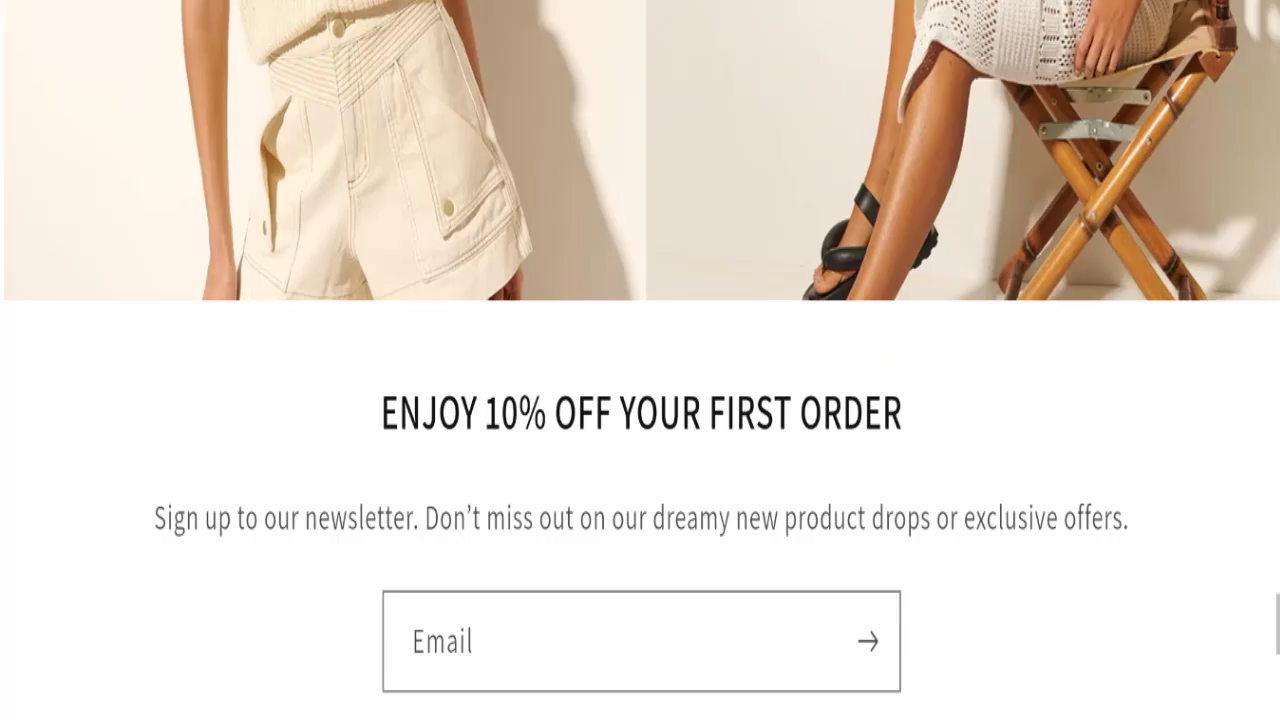 ENJOY 10% OFF YOUR FIRST ORDER
Sign up to our newsletter. Don’t miss out on our dreamy new product drops or exclusive offers.
Email